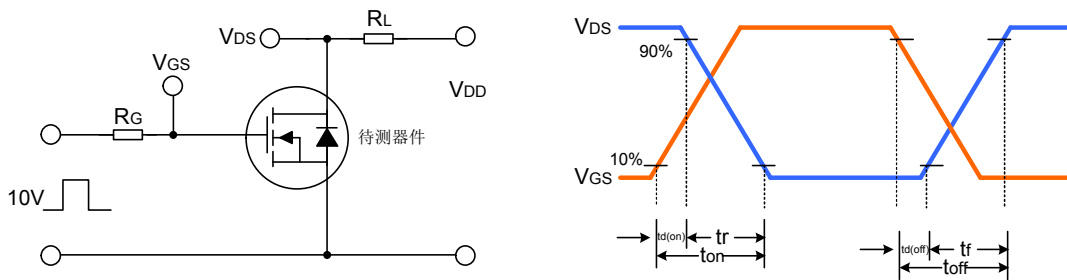 VDS
RL
VGS
VDD
RG
待测器件
10V
VDS
90%
10%
VGS
td(on)
tr
ton
td(off)
tf
toff